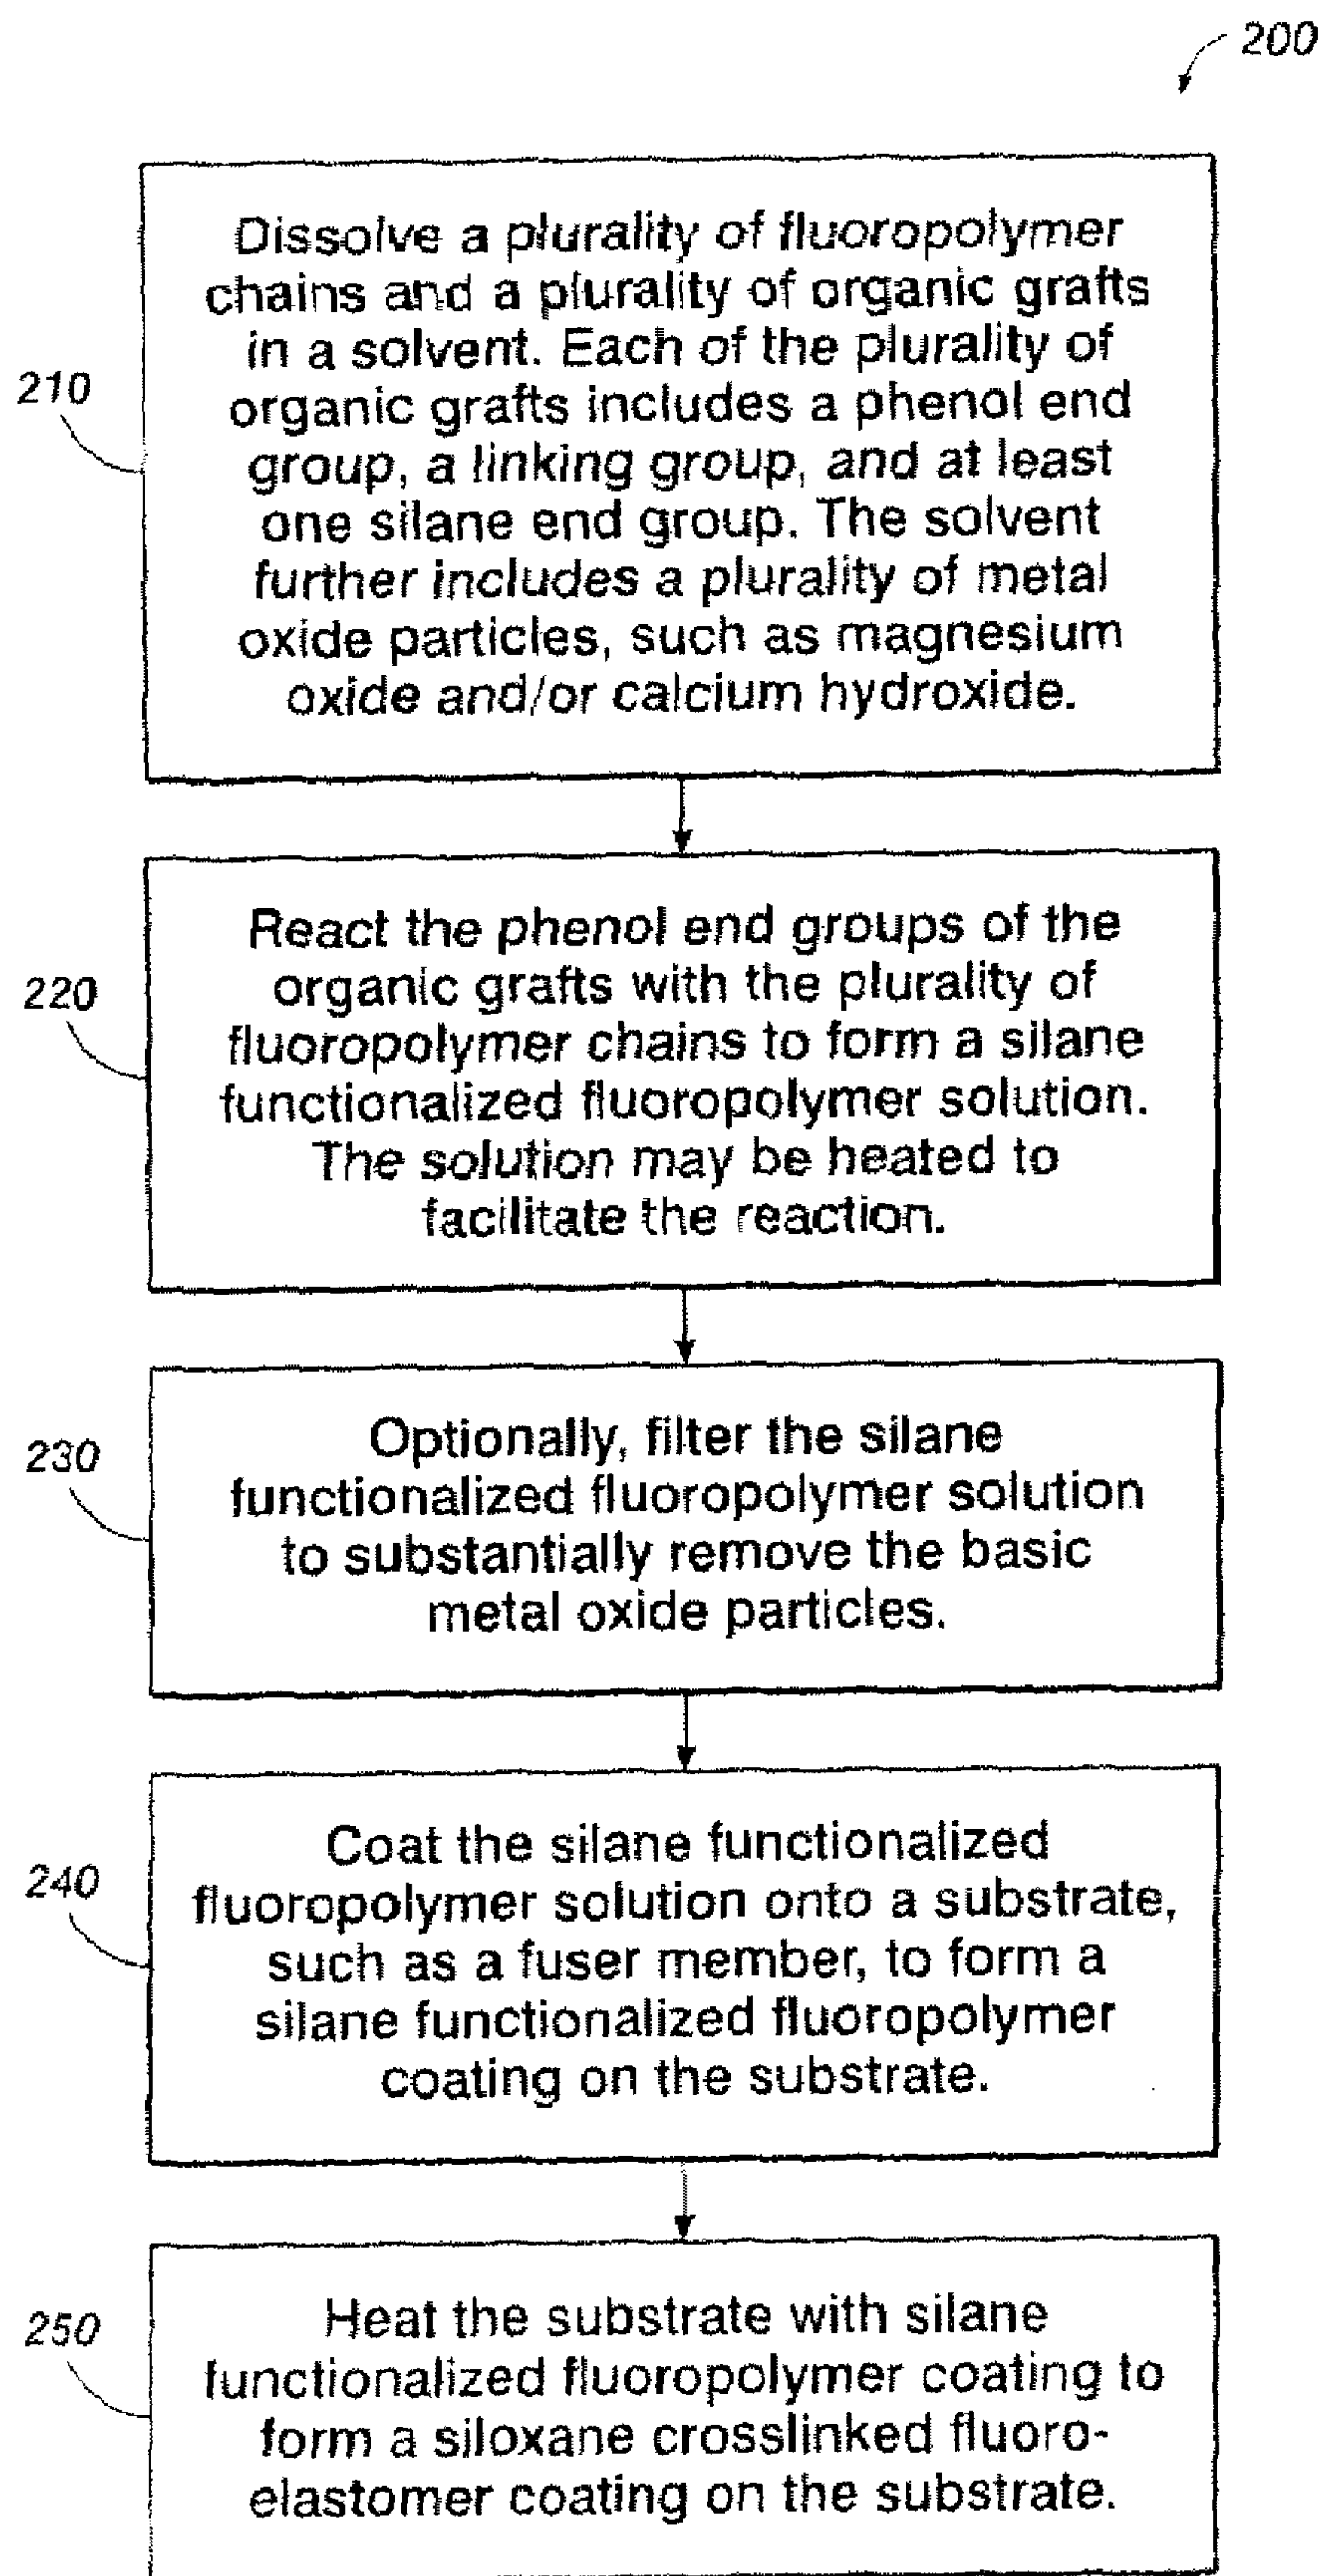 200
Dissolve a plurality of fluoropolymer
chains and a plurality of organic grafts
in a solvent. Each of the plurality of
organic grafts includes a phenol end
group, a linking group, and at least
one silane end group. The solvent
further includes a plurality of metal
oxide particles, such as magnesium
oxide and/or calcium hydroxide.
210
React the phenol end groups of the
organic grafts with the plurality of
fluoropolymer chains to form a silane
functionalized fluoropolymer solution.
The solution may be heated to
facilitate the reaction.
220
Optionally, filter the silane
functionalized fluoropolymer solution
to substantially remove the basic
metal oxide particles.
230
Coat the silane functionalized
fluoropolymer solution onto a substrate,
such as a fuser member, to form a
silane functionalized fluoropolymer
coating on the substrate.
240
Heat the substrate with silane
functionalized fluoropolymer coating to
form a siloxane crosslinked fluoro-
elastomer coating on the substrate.
250